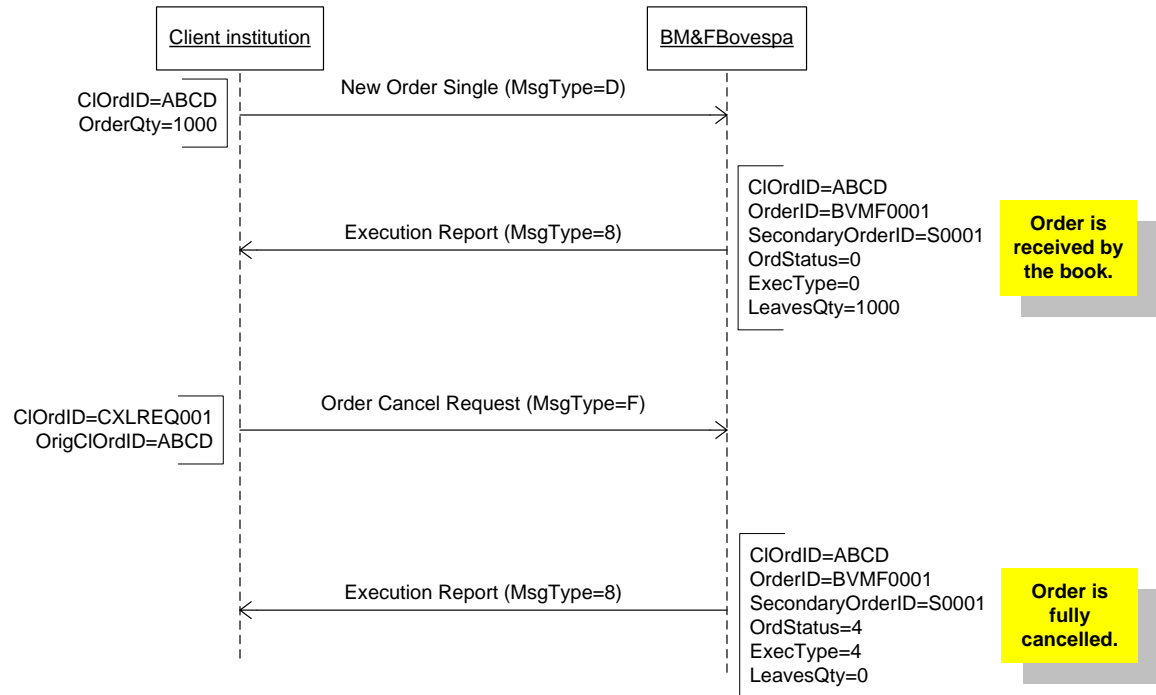 Client institution
BM&FBovespa
New Order Single (MsgType=D)
ClOrdID=ABCD
OrderQty=1000
ClOrdID=ABCD
OrderID=BVMF0001
SecondaryOrderID=S0001
OrdStatus=0
ExecType=0
LeavesQty=1000
Order is
received by
the book.
Execution Report (MsgType=8)
Order Cancel Request (MsgType=F)
ClOrdID=CXLREQ001
OrigClOrdID=ABCD
ClOrdID=ABCD
OrderID=BVMF0001
SecondaryOrderID=S0001
OrdStatus=4
ExecType=4
LeavesQty=0
Order is
fully
cancelled.
Execution Report (MsgType=8)